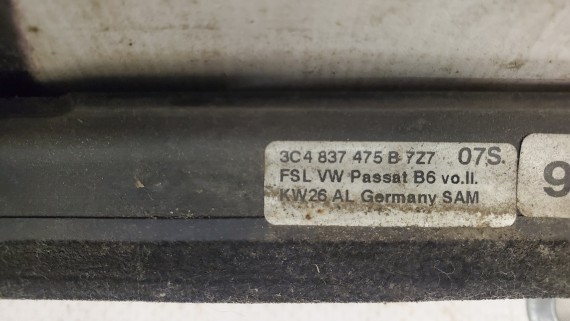 3C4 837 475 B 7Z7 07S.
FSL VW Passat B6 vo.li.
KW26 AL Germany SAM
9